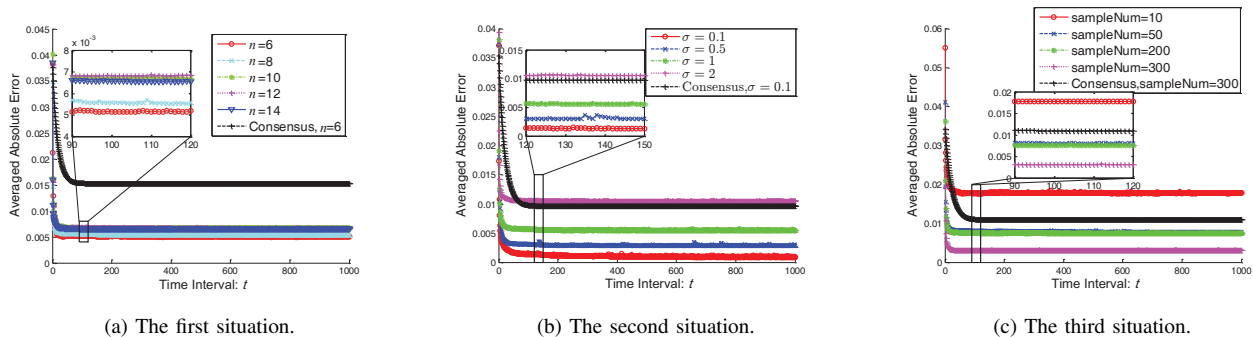 0.045
0.04
0.035
0.03
0.025
0.02
0.015
0.01
0.005
0
Averaged Absolute Error
0 200 400 600 800 1000
Time Interval: t
8 x 10⁻³
7
6
5
4
90 100 110 120
n=6
n=8
n=10
n=12
n=14
Consensus, n=6
(a) The first situation.
0.04
0.035
0.03
0.025
0.02
0.015
0.01
0.005
0
Averaged Absolute Error
0 200 400 600 800 1000
Time Interval: t
0.015
0.01
0.005
0
120 130 140 150
σ = 0.1
σ = 0.5
σ = 1
σ = 2
Consensus,σ = 0.1
(b) The second situation.
0.06
0.05
0.04
0.03
0.02
0.01
0
Averaged Absolute Error
0 200 400 600 800 1000
Time Interval: t
sampleNum=10
sampleNum=50
sampleNum=200
sampleNum=300
Consensus,sampleNum=300
0.02
0.015
0.01
0.005
0
90 100 110 120
(c) The third situation.